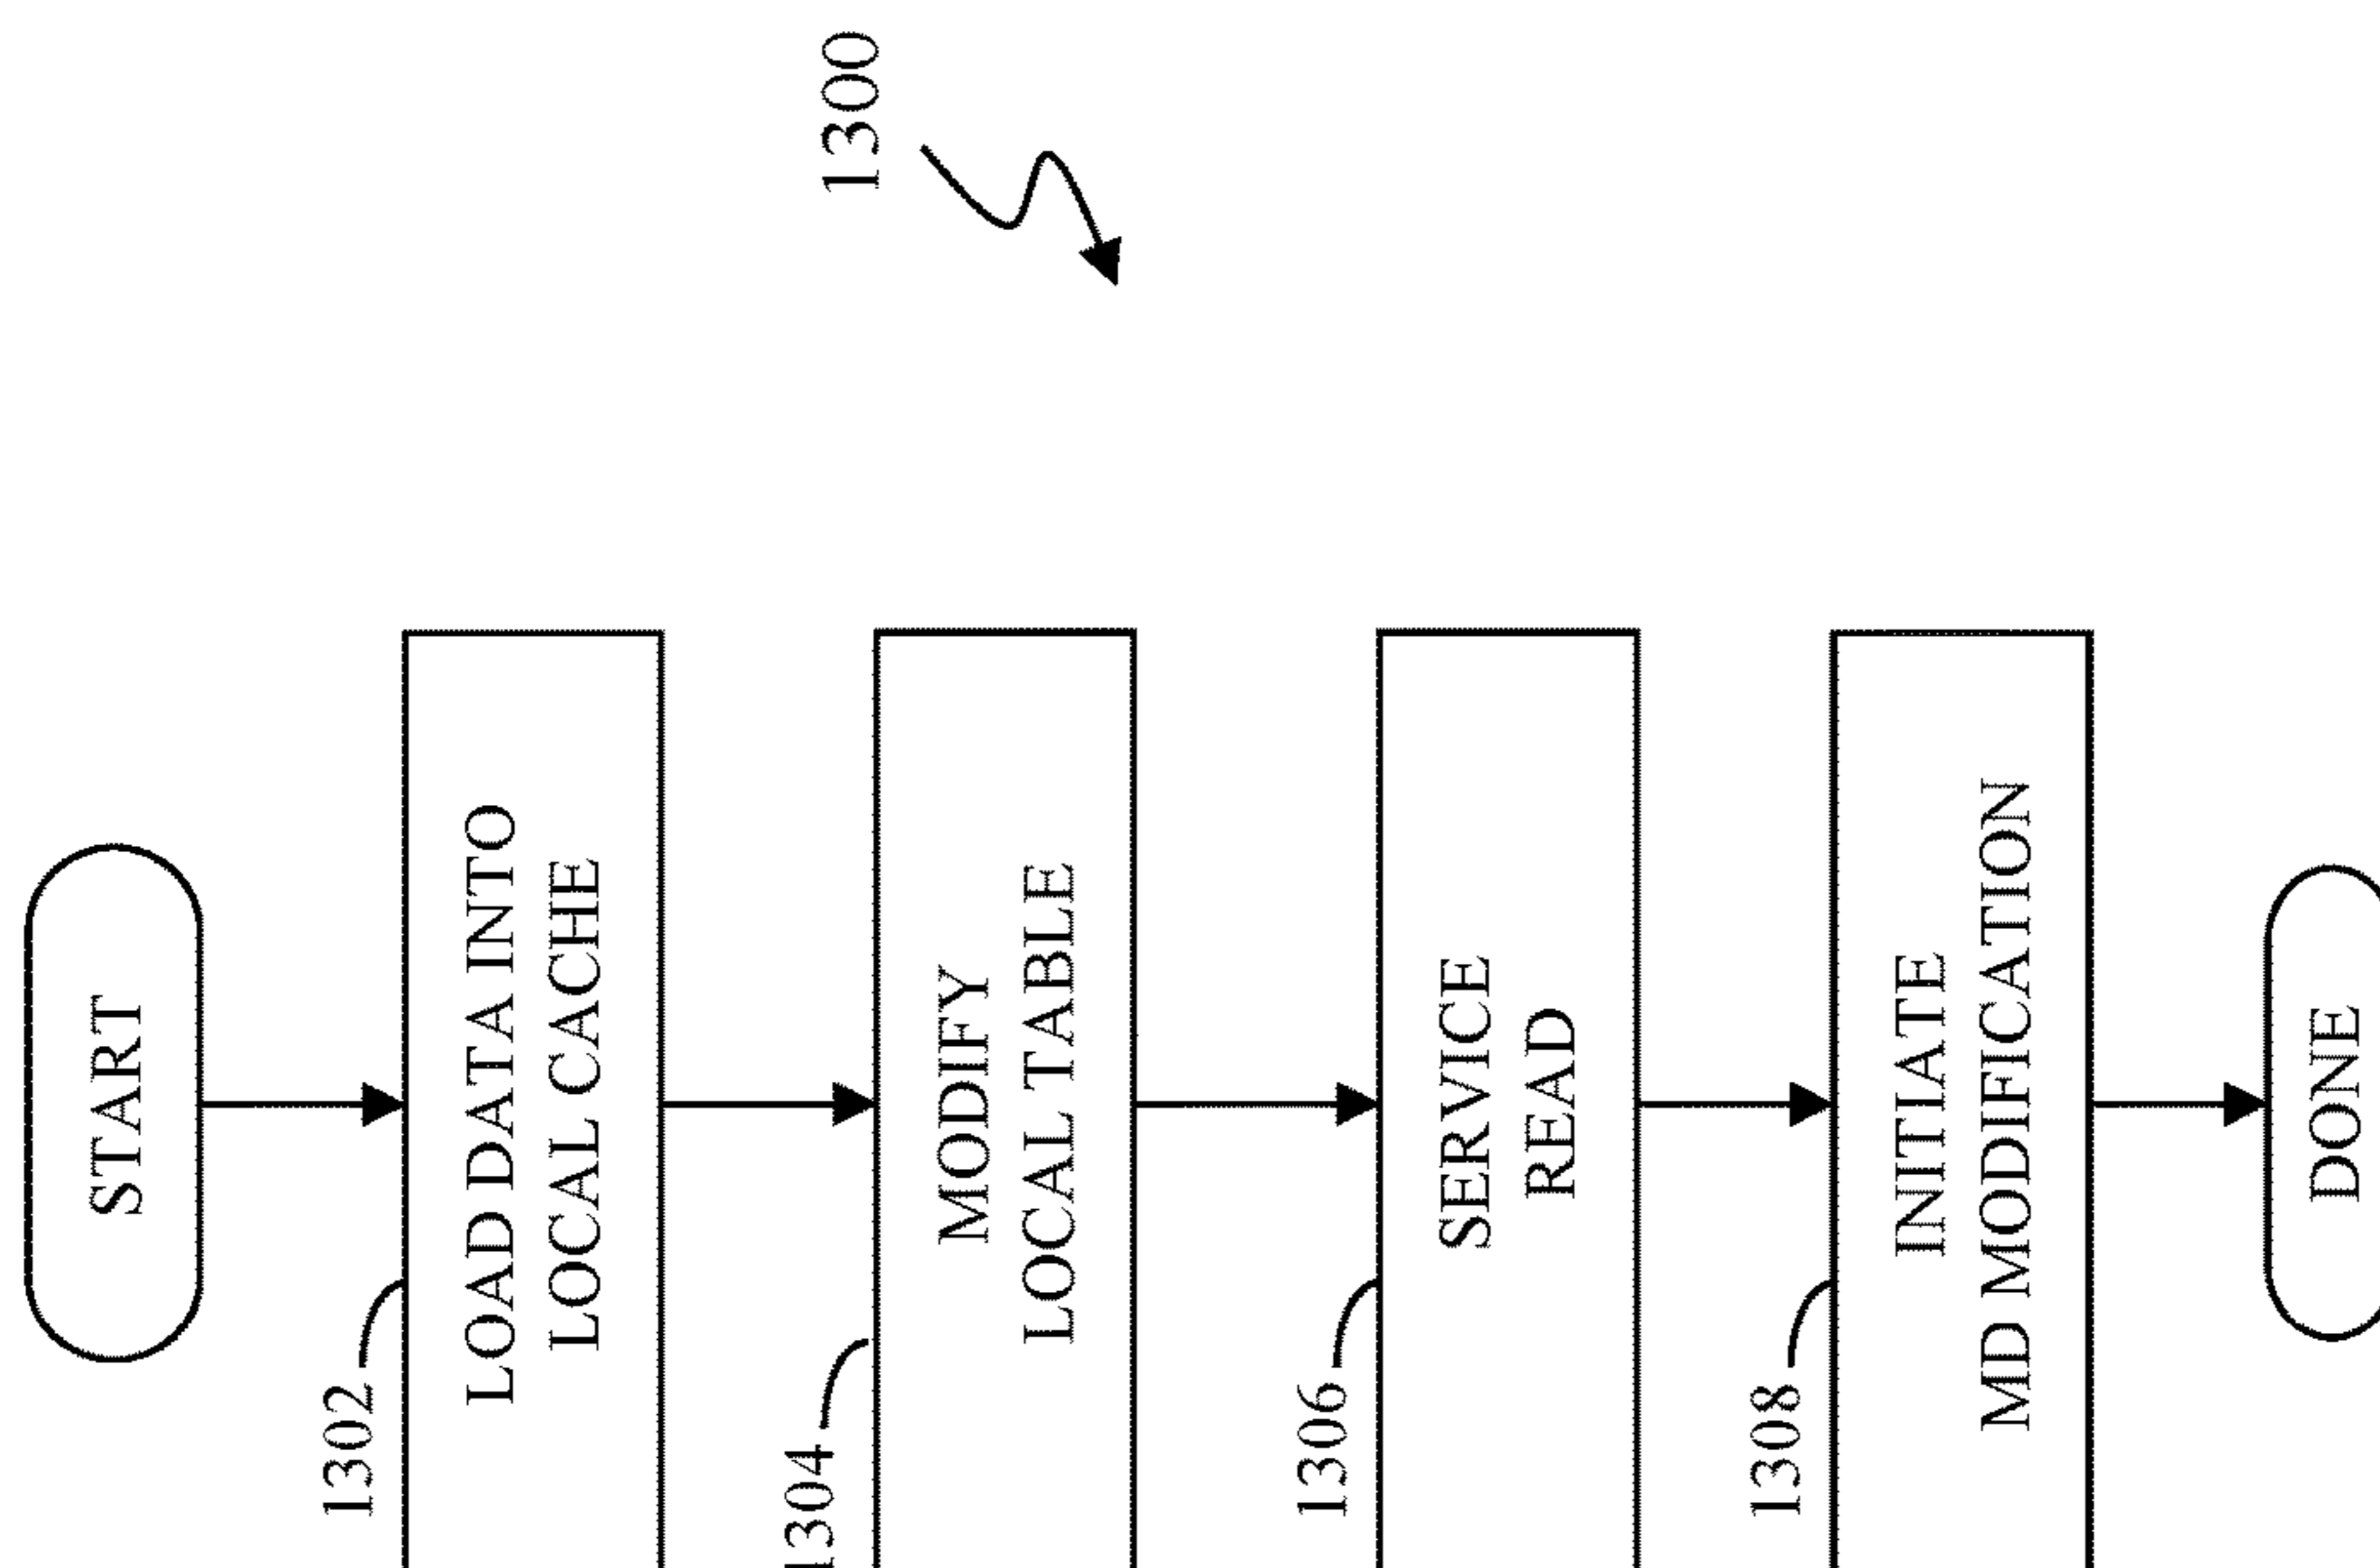 1300
START
1302
LOAD DATA INTO
LOCAL CACHE
1304
MODIFY
LOCAL TABLE
1306
SERVICE
READ
1308
INITIATE
MD MODIFICATION
DONE